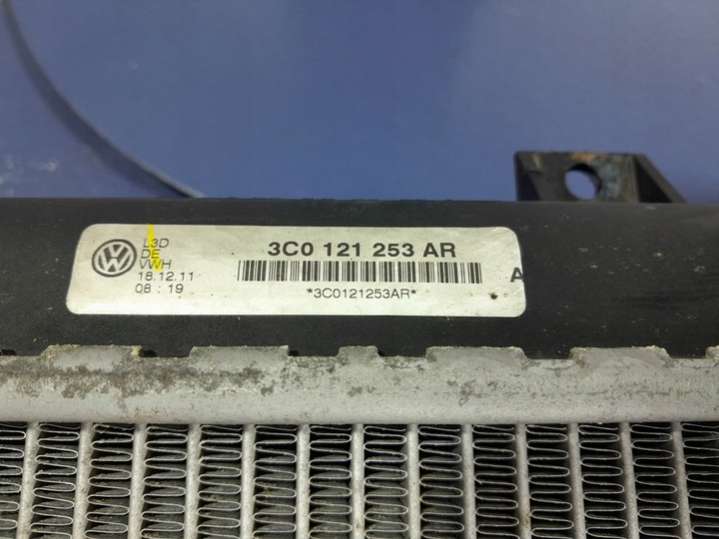 L3D
DE
VWH
18.12.11
08 : 19
3C0 121 253 AR
*3C0121253AR*
A